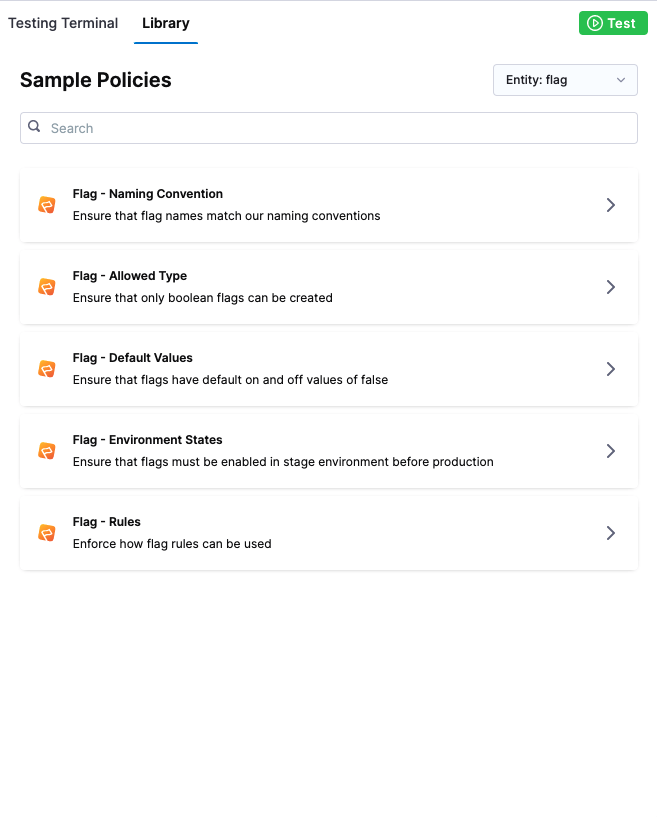 Testing Terminal
Library
Test
Sample Policies
Entity: flag
Search
Flag - Naming Convention
Ensure that flag names match our naming conventions
Flag - Allowed Type
Ensure that only boolean flags can be created
Flag - Default Values
Ensure that flags have default on and off values of false
Flag - Environment States
Ensure that flags must be enabled in stage environment before production
Flag - Rules
Enforce how flag rules can be used